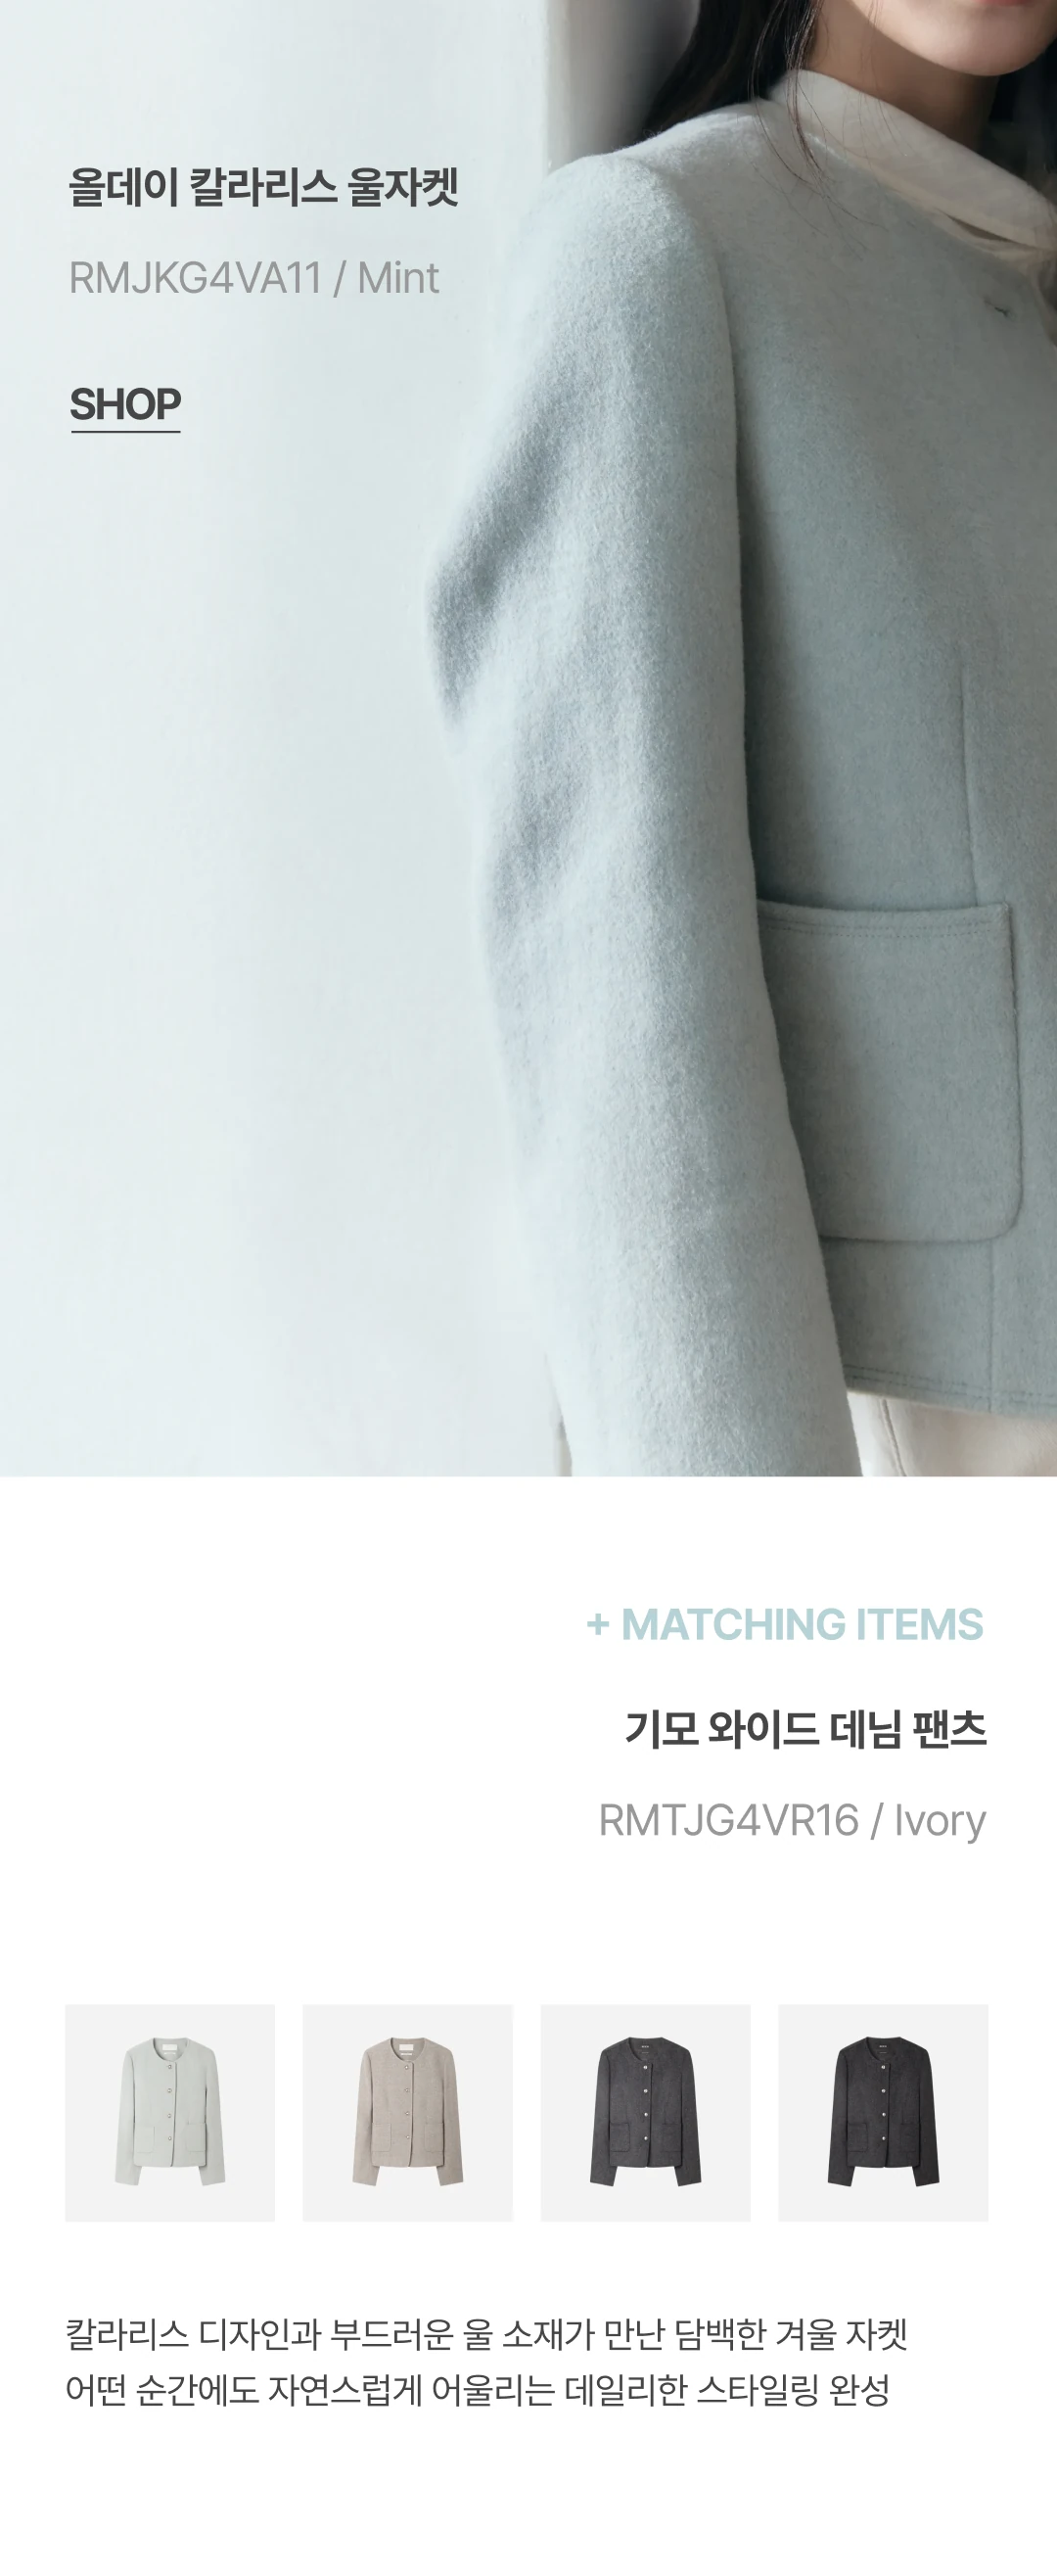 올데이 칼라리스 울자켓
RMJKG4VA11 / Mint
SHOP
+ MATCHING ITEMS
기모 와이드 데님 팬츠
RMTJG4VR16 / Ivory
칼라리스 디자인과 부드러운 울 소재가 만난 담백한 겨울 자켓
어떤 순간에도 자연스럽게 어울리는 데일리한 스타일링 완성